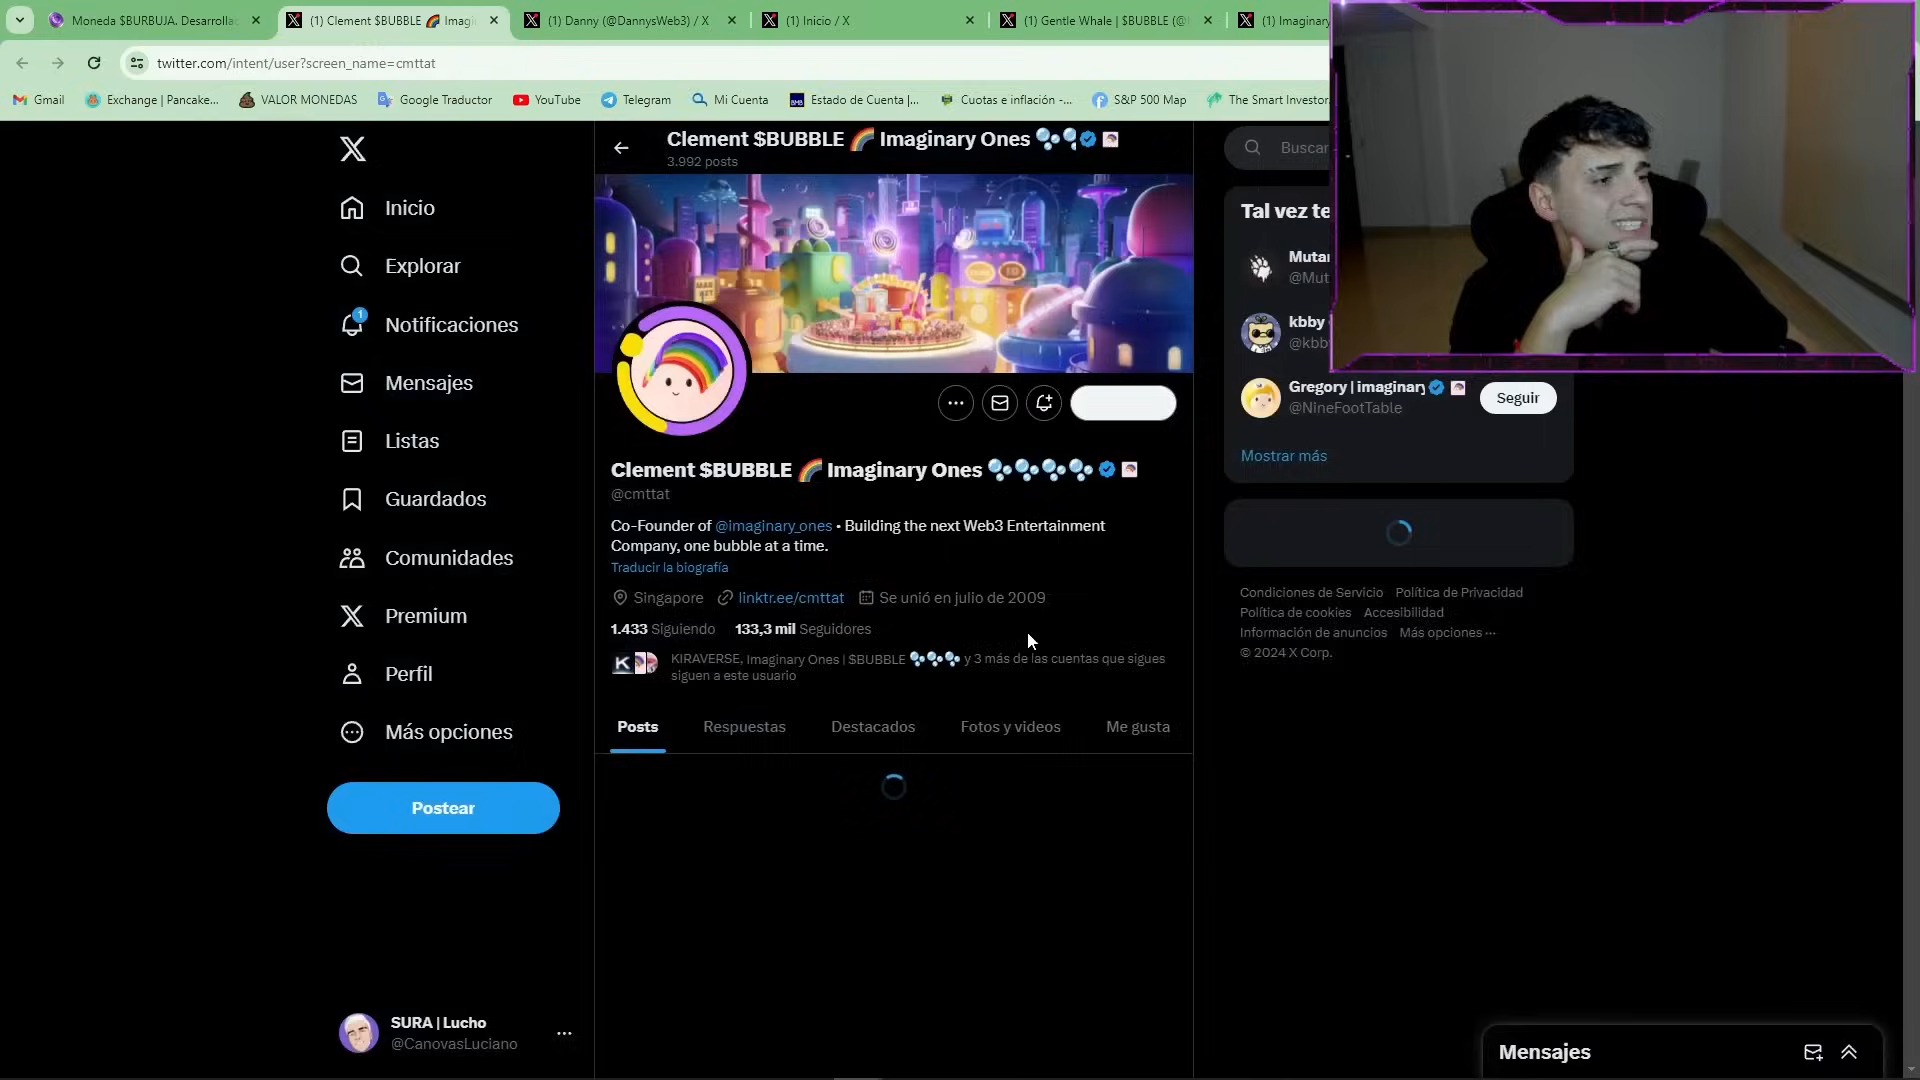 Moneda $BURBUJA. Desarrolla
(1) Clement $BUBBLE 🌈 Imagi
(1) Danny (@DannysWeb3) / X
(1) Inicio / X
(1) Gentle Whale | $BUBBLE (@
(1) Imaginary
twitter.com/intent/user?screen_name=cmttat
Gmail
Exchange | Pancake...
VALOR MONEDAS
Google Traductor
YouTube
Telegram
Mi Cuenta
Estado de Cuenta |...
Cuotas e inflación -...
S&P 500 Map
The Smart Investor.
Inicio
Explorar
1
Notificaciones
Mensajes
Listas
Guardados
Comunidades
Premium
Perfil
Más opciones
Postear
SURA | Lucho
@CanovasLuciano
Clement $BUBBLE 🌈 Imaginary Ones 🫧🫧
3.992 posts
Clement $BUBBLE 🌈 Imaginary Ones 🫧🫧🫧🫧
@cmttat
Co-Founder of @imaginary_ones • Building the next Web3 Entertainment
Company, one bubble at a time.
Traducir la biografía
Singapore linktr.ee/cmttat Se unió en julio de 2009
1.433 Siguiendo 133,3 mil Seguidores
KIRAVERSE, Imaginary Ones | $BUBBLE 🫧🫧🫧 y 3 más de las cuentas que sigues
siguen a este usuario
Posts
Respuestas
Destacados
Fotos y videos
Me gusta
Buscar
Tal vez te
Mutan
@Mut
kbby
@kbb
Gregory | imaginary
@NineFootTable
Seguir
Mostrar más
Condiciones de Servicio Política de Privacidad
Política de cookies Accesibilidad
Información de anuncios Más opciones ···
© 2024 X Corp.
Mensajes